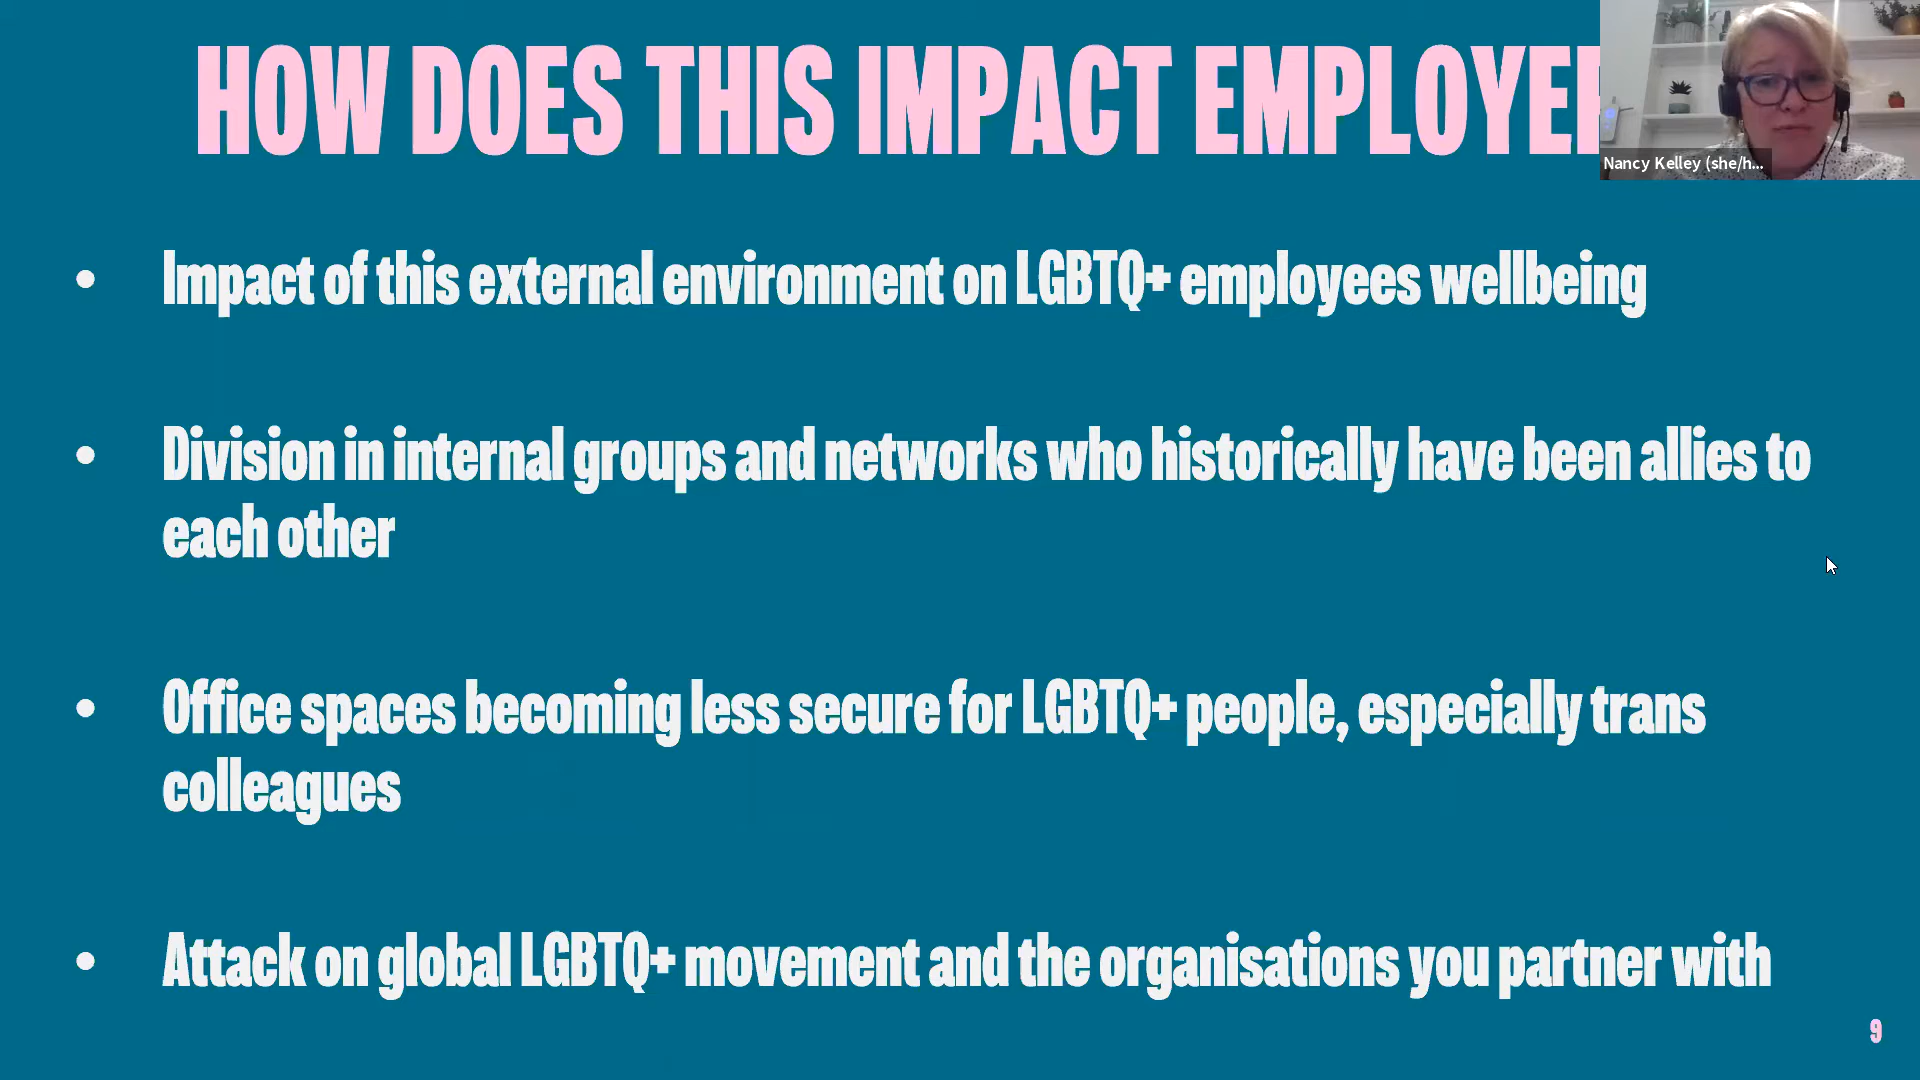 HOW DOES THIS IMPACT
Nancy Kelley (she/h...
• Impact of this external environment on LGBTQ+ employees wellbeing
• Division in internal groups and networks who historically have been allies to
each other
• Office spaces becoming less secure for LGBTQ+ people, especially trans
colleagues
• Attack on global LGBTQ+ movement and the organisations you partner with
9